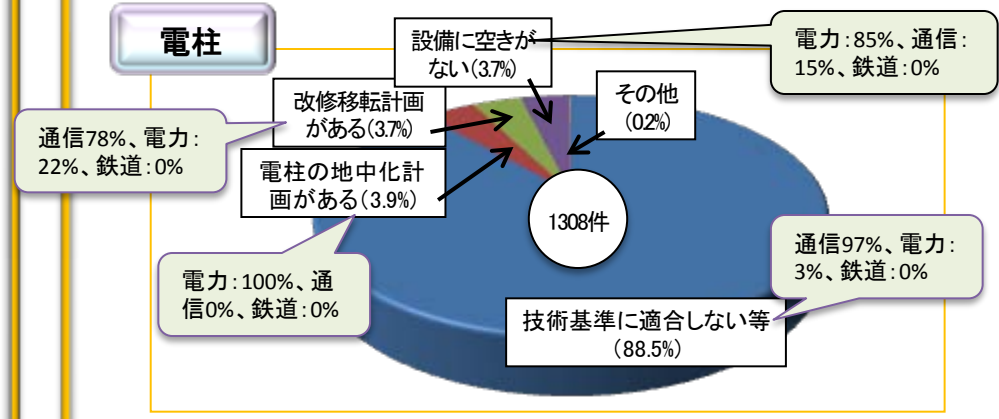 電柱
設備に空きが
ない(3.7%)
電力:85%、通信:
15%、鉄道:0%
その他
(0.2%)
改修移転計画
がある(3.7%)
通信78%、電力:
22%、鉄道:0%
電柱の地中化計
画がある(3.9%)
1308件
通信97%、電力:
3%、鉄道:0%
電力:100%、通
信0%、鉄道:0%
技術基準に適合しない等
(88.5%)